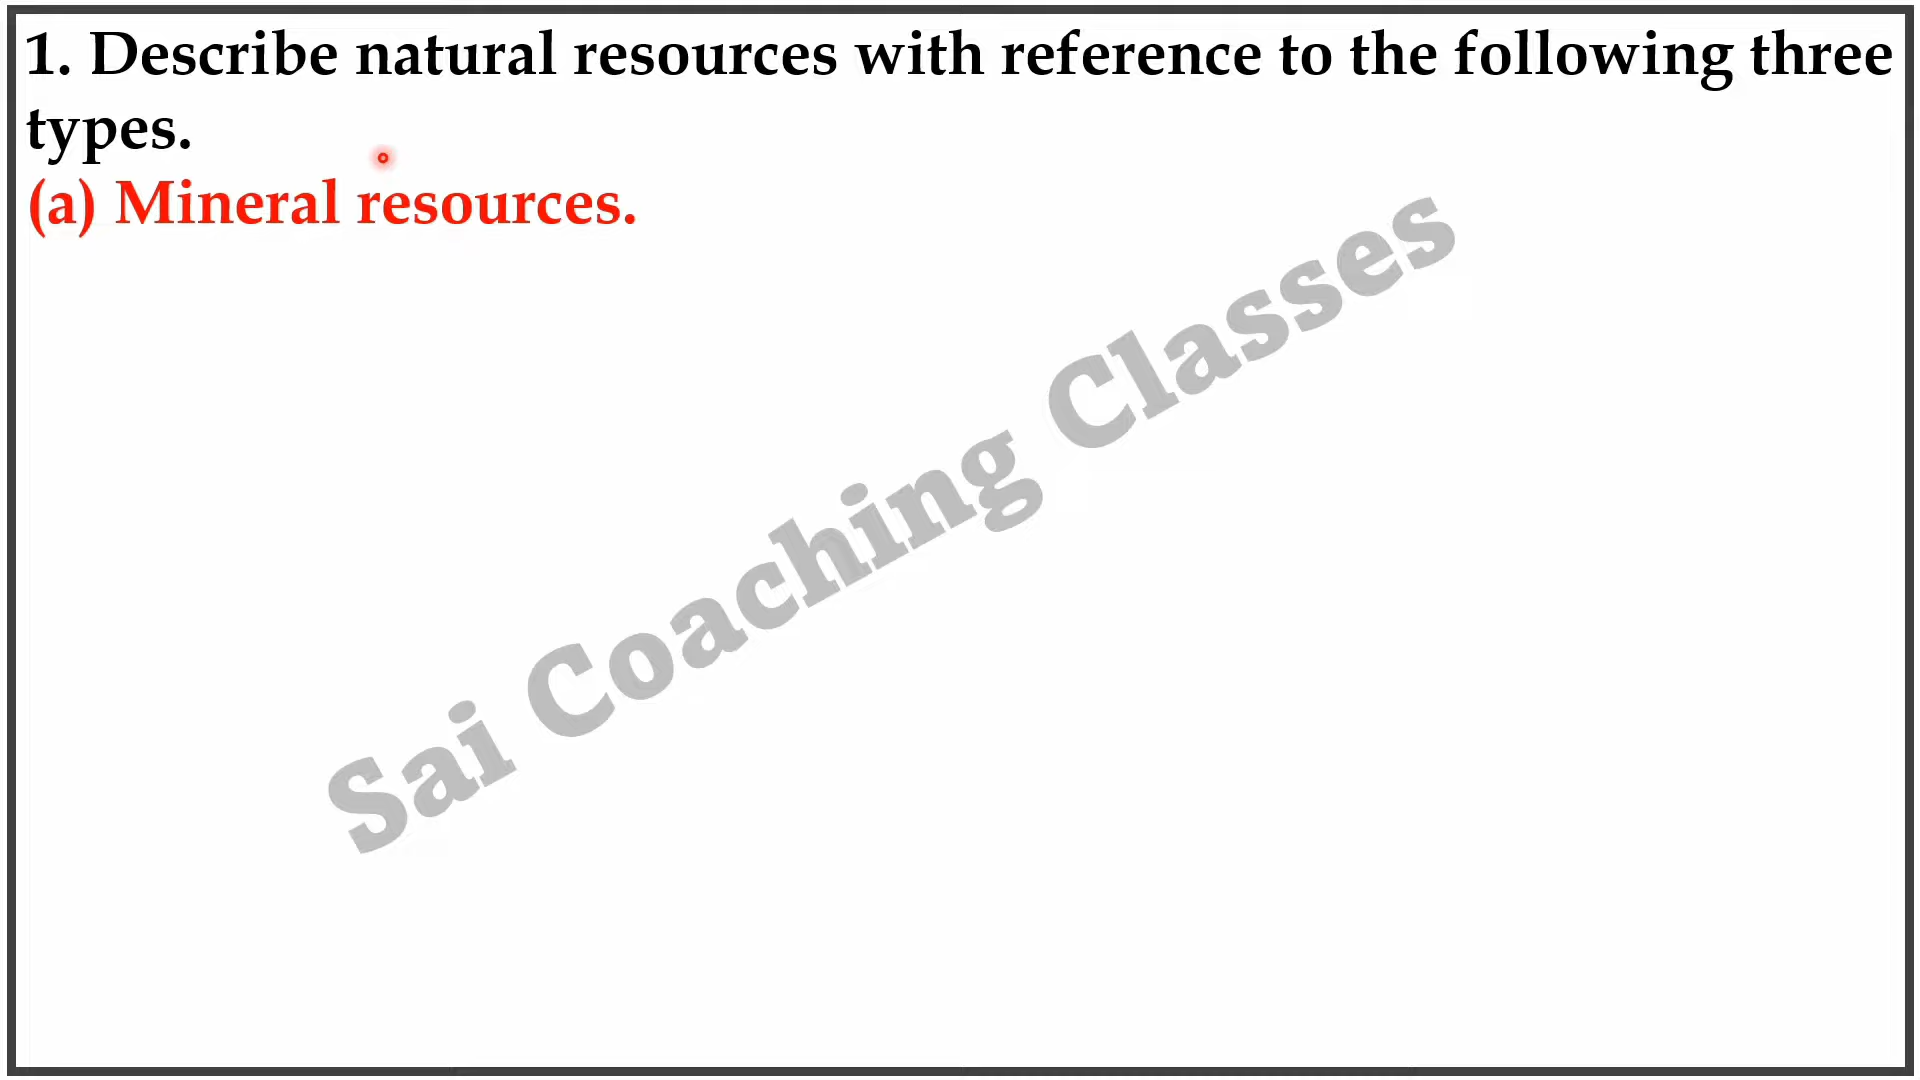 1. Describe natural resources with reference to the following three
types.
(a) Mineral resources.
Sai Coaching Classes